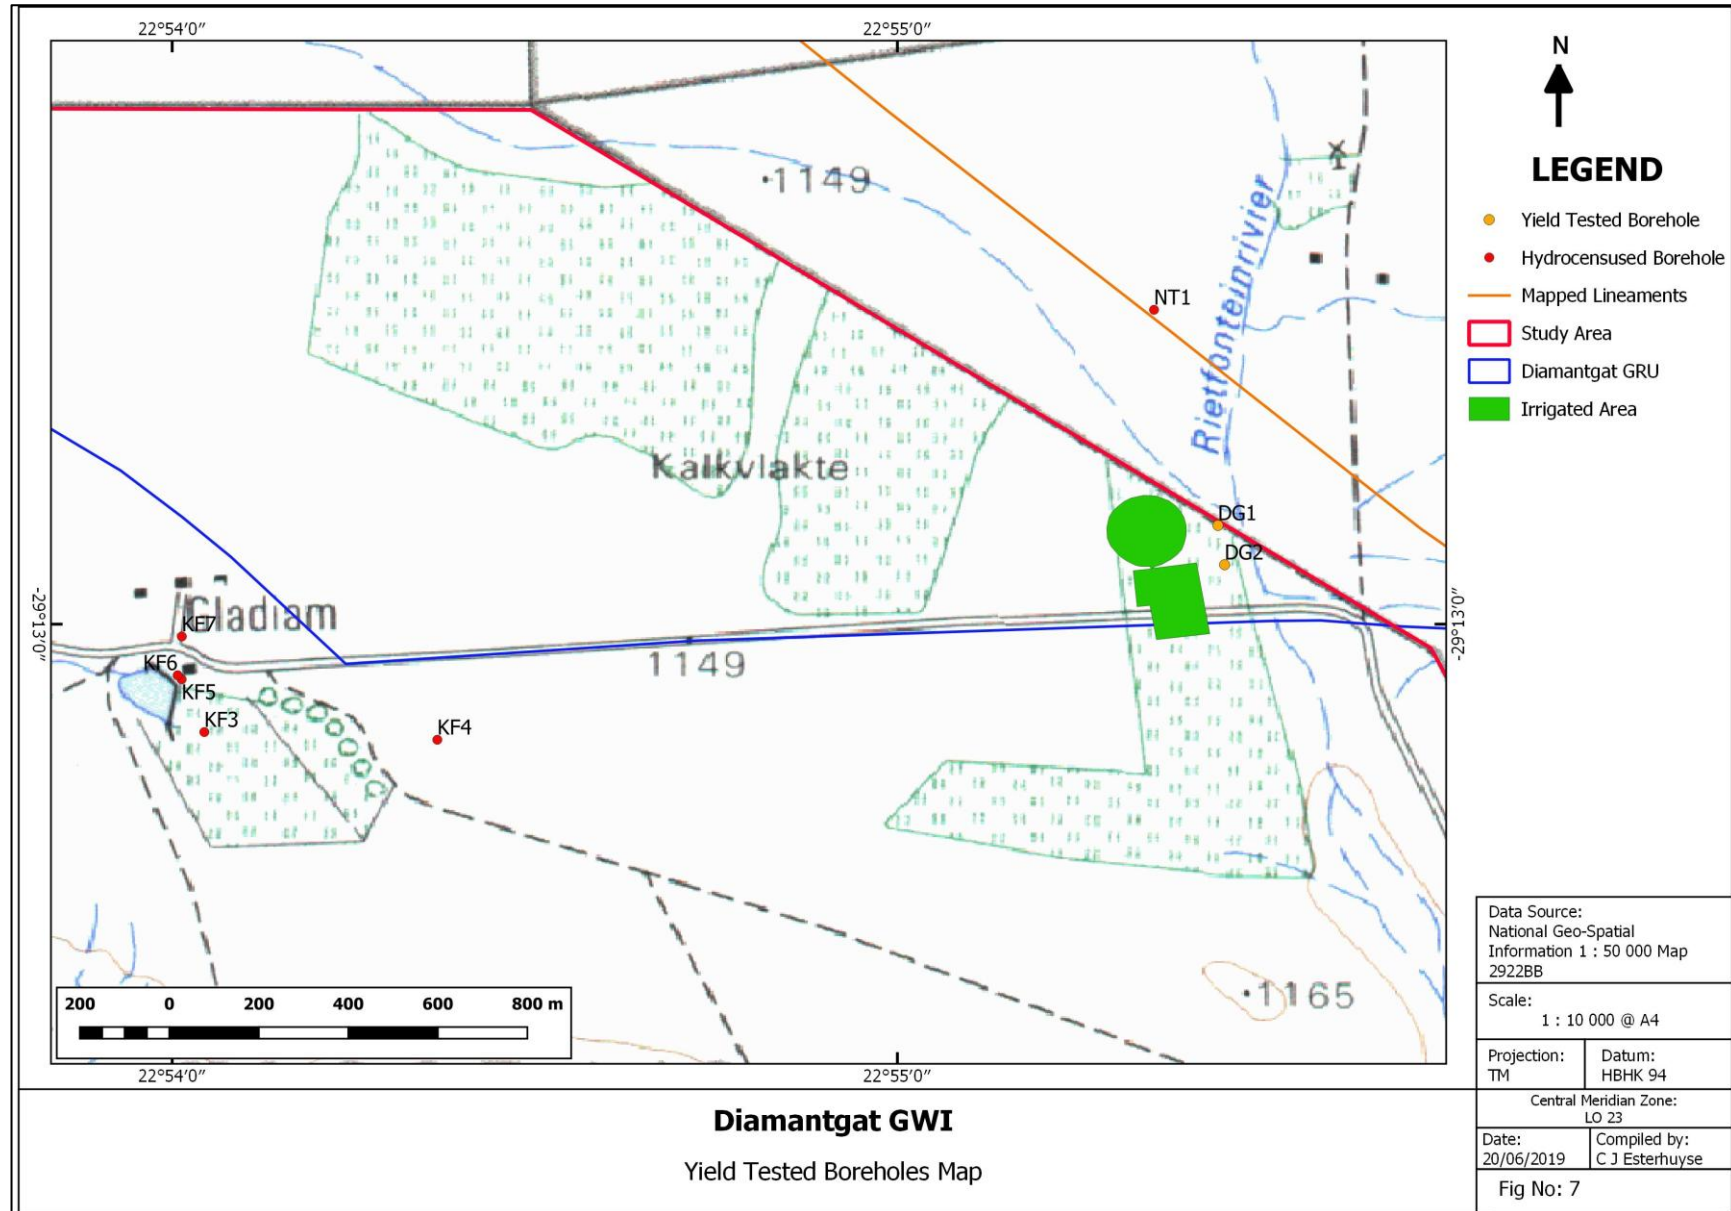 22°54'0"
22°55'0"
N
LEGEND
Yield Tested Borehole
Hydrocensused Borehole
Mapped Lineaments
Study Area
Diamantgat GRU
Irrigated Area
1149
Rietfonteinrivier
NT1
Kalkvlakte
DG1
DG2
-29°13'0"
-29°13'0"
Gladiam
KF7
1149
KF6
KF5
KF3
KF4
1165
200 0 200 400 600 800 m
22°54'0"
22°55'0"
Data Source:
National Geo-Spatial
Information 1 : 50 000 Map
2922BB
Scale:
1 : 10 000 @ A4
Projection:
TM
Datum:
HBHK 94
Central Meridian Zone:
LO 23
Date:
20/06/2019
Compiled by:
C J Esterhuyse
Fig No: 7
Diamantgat GWI
Yield Tested Boreholes Map